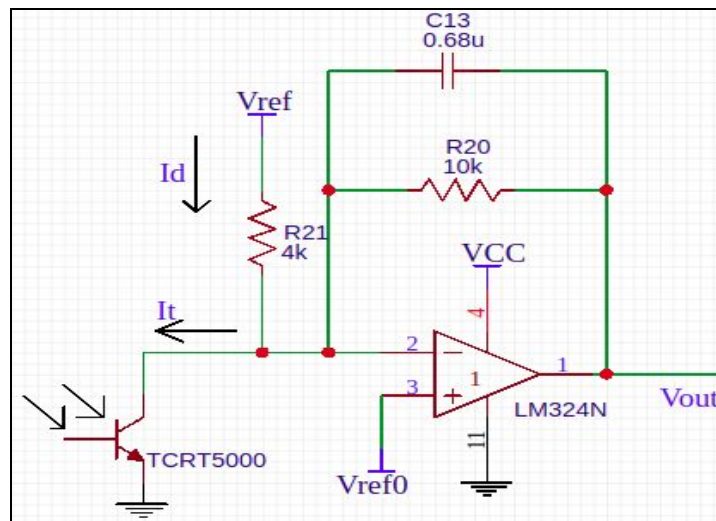 C13
0.68u
Vref
R20
10k
Id
R21
4k
VCC
4
It
2
1
3
1
LM324N
Vout
11
TCRT5000
Vref0